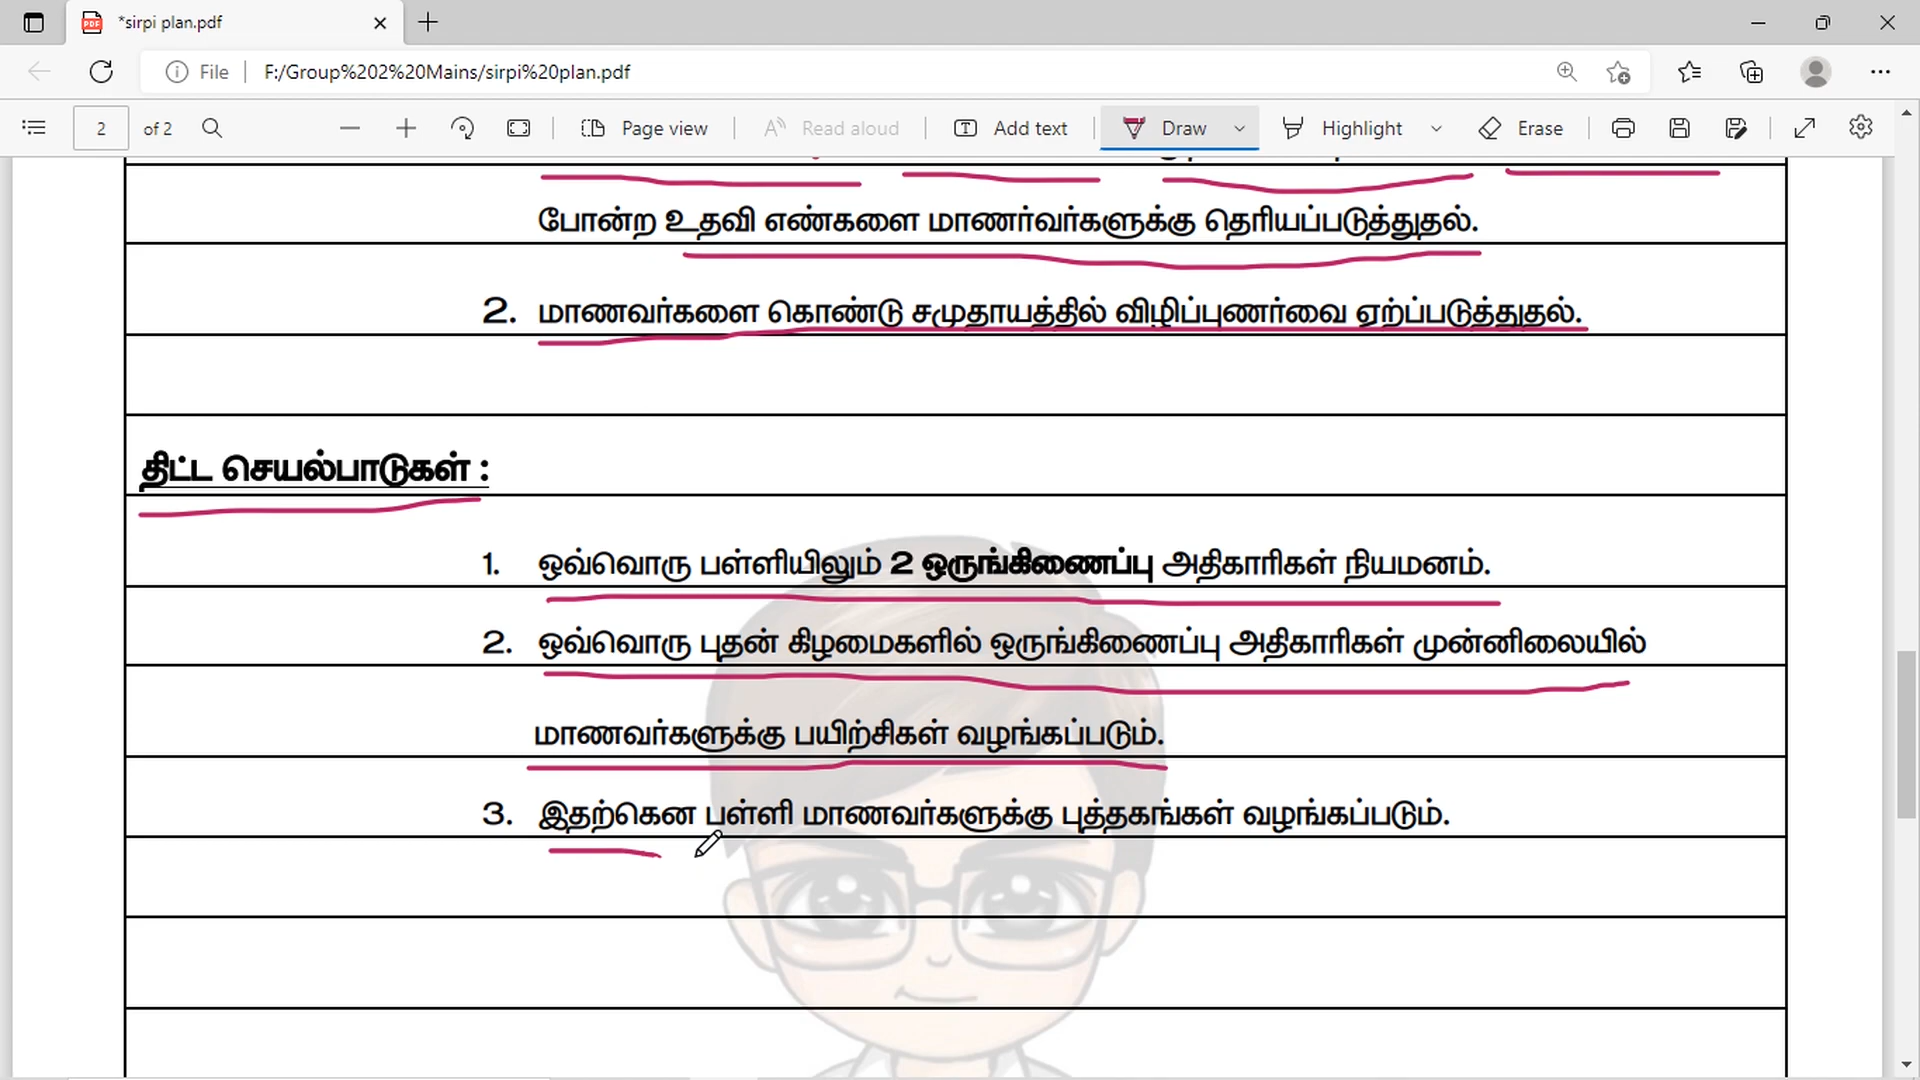 *sirpi plan.pdf
File F:/Group%202%20Mains/sirpi%20plan.pdf
2 of 2 Page view Read aloud Add text Draw Highlight Erase
போன்ற உதவி எண்களை மாணர்வர்களுக்கு தெரியப்படுத்துதல்.
2. மாணவர்களை கொண்டு சமுதாயத்தில் விழிப்புணர்வை ஏற்ப்படுத்துதல்.
திட்ட செயல்பாடுகள் :
1. ஒவ்வொரு பள்ளியிலும் 2 ஒருங்கிணைப்பு அதிகாரிகள் நியமனம்.
2. ஒவ்வொரு புதன் கிழமைகளில் ஒருங்கிணைப்பு அதிகாரிகள் முன்னிலையில்
மாணவர்களுக்கு பயிற்சிகள் வழங்கப்படும்.
3. இதற்கென பள்ளி மாணவர்களுக்கு புத்தகங்கள் வழங்கப்படும்.